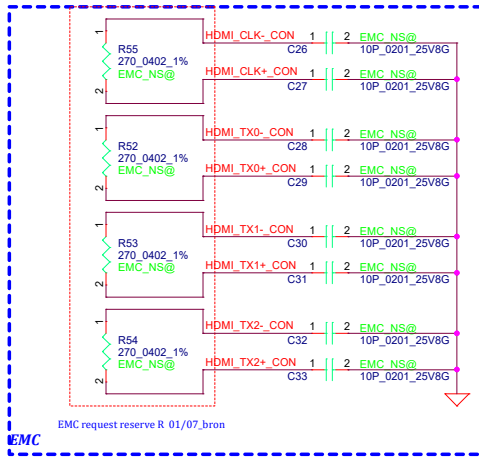 1
R55
270_0402_1%
EMC_NS@
2
HDMI_CLK-_CON 1 2 EMC_NS@
C26 10P_0201_25V8G
HDMI_CLK+_CON 1 2 EMC_NS@
C27 10P_0201_25V8G
1
R52
270_0402_1%
EMC_NS@
2
HDMI_TX0-_CON 1 2 EMC_NS@
C28 10P_0201_25V8G
HDMI_TX0+_CON 1 2 EMC_NS@
C29 10P_0201_25V8G
1
R53
270_0402_1%
EMC_NS@
2
HDMI_TX1-_CON 1 2 EMC_NS@
C30 10P_0201_25V8G
HDMI_TX1+_CON 1 2 EMC_NS@
C31 10P_0201_25V8G
1
R54
270_0402_1%
EMC_NS@
2
HDMI_TX2-_CON 1 2 EMC_NS@
C32 10P_0201_25V8G
HDMI_TX2+_CON 1 2 EMC_NS@
C33 10P_0201_25V8G
EMC request reserve R 01/07_bron
EMC